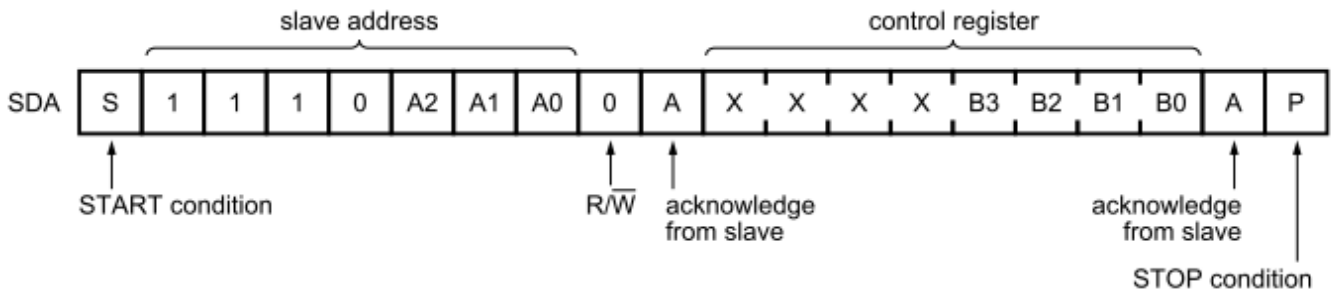 slave address control register
SDA S 1 1 1 0 A2 A1 A0 0 A X X X X B3 B2 B1 B0 A P
START condition R/W̅ acknowledge from slave acknowledge from slave
STOP condition